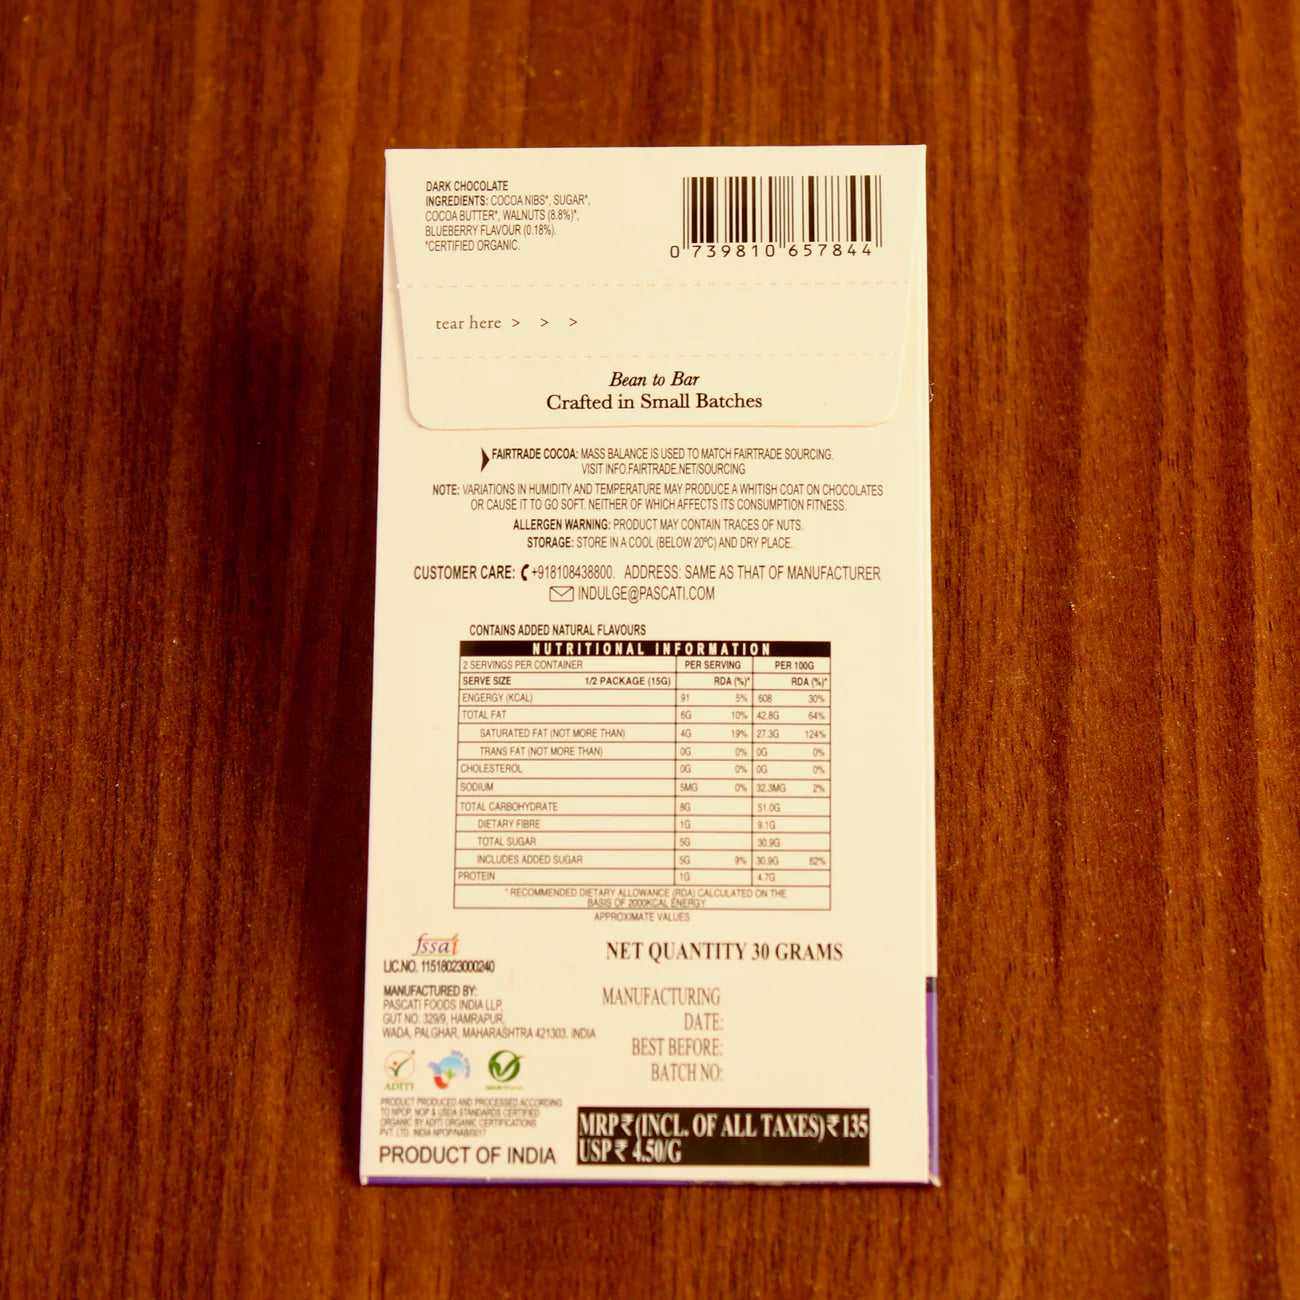 DARK CHOCOLATE
INGREDIENTS: COCOA NIBS*, SUGAR*,
COCOA BUTTER*, WALNUTS (8.8%)*,
BLUEBERRY FLAVOUR (0.18%).
*CERTIFIED ORGANIC.
0 739810 657844
tear here > > >
Bean to Bar
Crafted in Small Batches
FAIRTRADE COCOA: MASS BALANCE IS USED TO MATCH FAIRTRADE SOURCING.
VISIT INFO.FAIRTRADE.NET/SOURCING
NOTE: VARIATIONS IN HUMIDITY AND TEMPERATURE MAY PRODUCE A WHITISH COAT ON CHOCOLATES
OR CAUSE IT TO GO SOFT. NEITHER OF WHICH AFFECTS ITS CONSUMPTION FITNESS.
ALLERGEN WARNING: PRODUCT MAY CONTAIN TRACES OF NUTS.
STORAGE: STORE IN A COOL (BELOW 20ºC) AND DRY PLACE.
CUSTOMER CARE: +918108438800. ADDRESS: SAME AS THAT OF MANUFACTURER
INDULGE@PASCATI.COM
CONTAINS ADDED NATURAL FLAVOURS
NUTRITIONAL INFORMATION
2 SERVINGS PER CONTAINER PER SERVING PER 100G
SERVE SIZE 1/2 PACKAGE (15G) RDA (%)* RDA (%)*
ENGERGY (KCAL) 91 5% 608 30%
TOTAL FAT 6G 10% 42.8G 64%
SATURATED FAT (NOT MORE THAN) 4G 19% 27.3G 124%
TRANS FAT (NOT MORE THAN) 0G 0% 0G 0%
CHOLESTEROL 0G 0% 0G 0%
SODIUM 5MG 0% 32.3MG 2%
TOTAL CARBOHYDRATE 8G 51.0G
DIETARY FIBRE 1G 9.1G
TOTAL SUGAR 5G 30.9G
INCLUDES ADDED SUGAR 5G 9% 30.9G 62%
PROTEIN 1G 4.7G
* RECOMMENDED DIETARY ALLOWANCE (RDA) CALCULATED ON THE
BASIS OF 2000KCAL ENERGY
APPROXIMATE VALUES
fssai
LIC.NO. 11518023000240
NET QUANTITY 30 GRAMS
MANUFACTURED BY:
PASCATI FOODS INDIA LLP,
GUT NO. 329/9, HAMRAPUR,
WADA, PALGHAR, MAHARASHTRA 421303. INDIA
MANUFACTURING
DATE:
BEST BEFORE:
BATCH NO:
ADITI
PRODUCT PRODUCED AND PROCESSED ACCORDING
TO NPOP, NOP & USDA STANDARDS CERTIFIED
ORGANIC BY ADITI ORGANIC CERTIFICATIONS
PVT. LTD. INDIA
PRODUCT OF INDIA
MRP ₹ (INCL. OF ALL TAXES) ₹ 135
USP ₹ 4.50/G